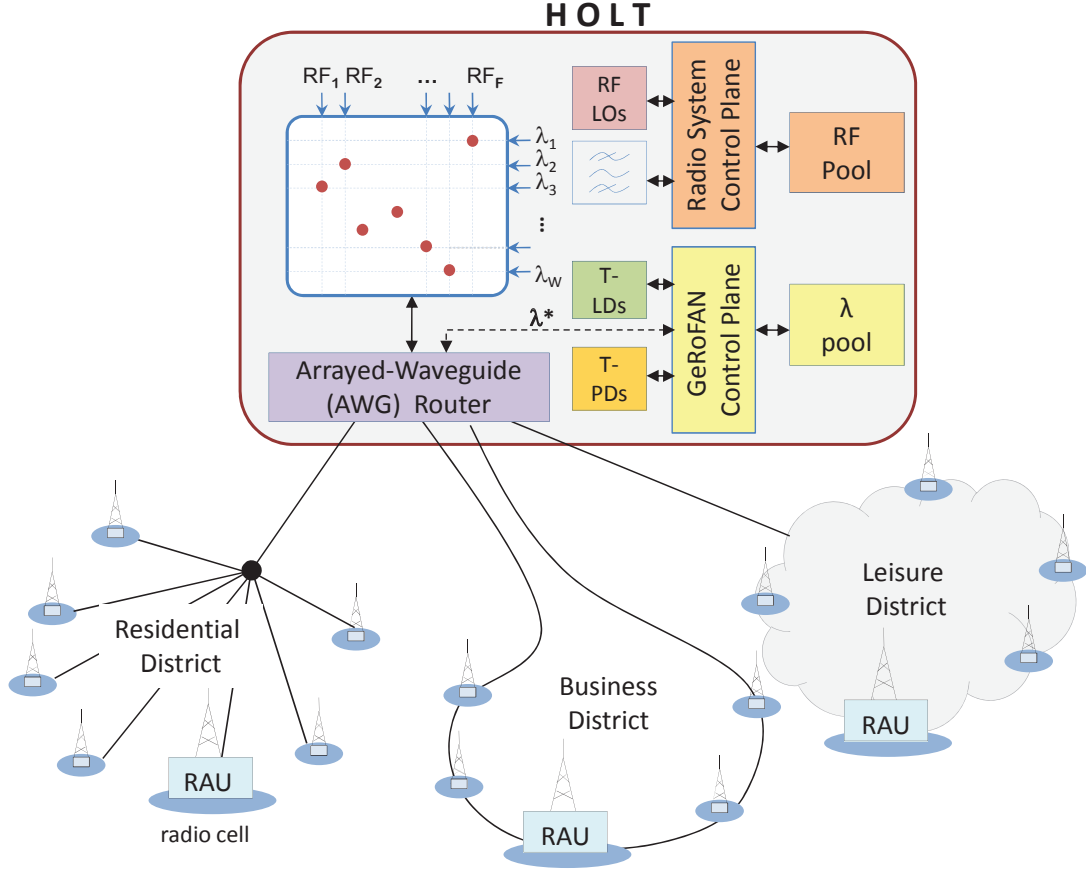 HOLT
RF1 RF2 ... RFF
λ1
λ2
λ3
...
λW
RF
LOs
Radio System
Control Plane
RF
Pool
T-
LDs
T-
PDs
GeRoFAN
Control Plane
λ
pool
λ*
Arrayed-Waveguide
(AWG) Router
Residential
District
RAU
radio cell
Business
District
RAU
Leisure
District
RAU